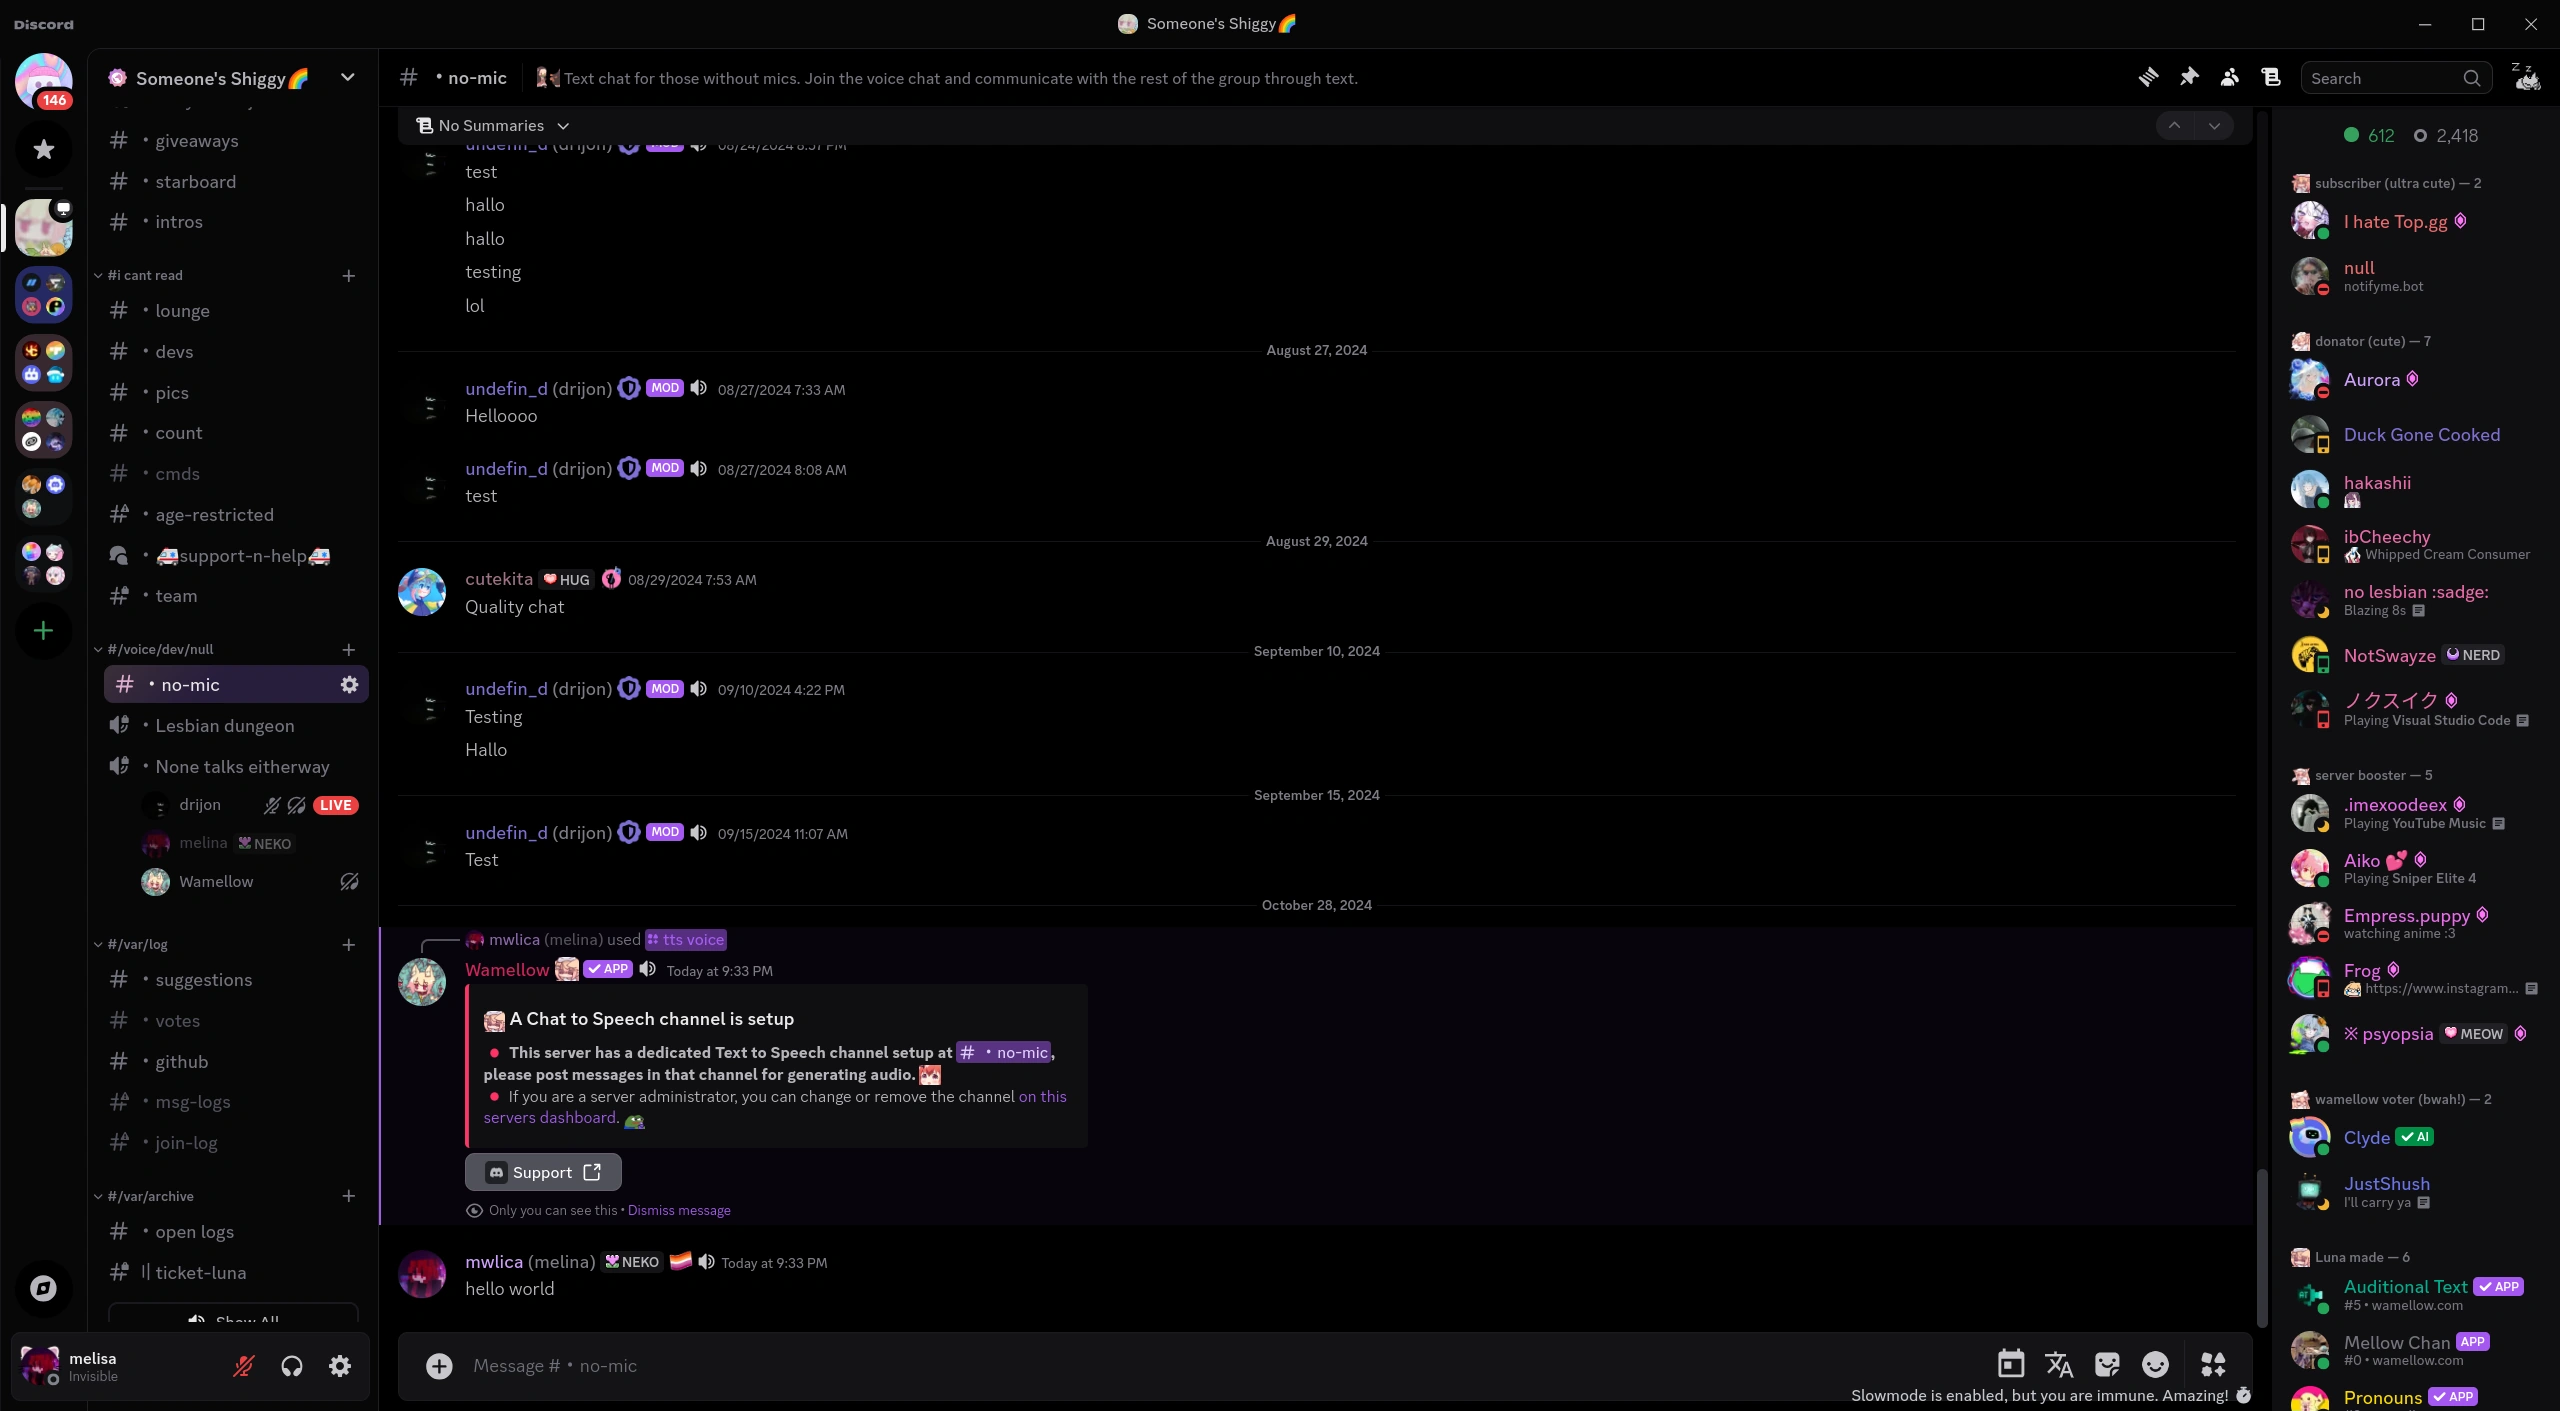 Discord
Someone's Shiggy🌈
146
Someone's Shiggy🌈
# • giveaways
# • starboard
# • intros
#i cant read
# • lounge
# • devs
# • pics
# • count
# • cmds
# • age-restricted
• 🚑support-n-help🚑
# • team
#/voice/dev/null
# • no-mic
• Lesbian dungeon
• None talks eitherway
drijon LIVE
melina NEKO
Wamellow
#/var/log
# • suggestions
# • votes
# • github
# • msg-logs
# • join-log
#/var/archive
# • open logs
# || ticket-luna
Show All
melisa
Invisible
# • no-mic
Text chat for those without mics. Join the voice chat and communicate with the rest of the group through text.
Search
No Summaries
undefin_d (drijon) MOD 08/24/2024 8:37 PM
test
hallo
hallo
testing
lol
August 27, 2024
undefin_d (drijon) MOD 08/27/2024 7:33 AM
Helloooo
undefin_d (drijon) MOD 08/27/2024 8:08 AM
test
August 29, 2024
cutekita HUG 08/29/2024 7:53 AM
Quality chat
September 10, 2024
undefin_d (drijon) MOD 09/10/2024 4:22 PM
Testing
Hallo
September 15, 2024
undefin_d (drijon) MOD 09/15/2024 11:07 AM
Test
October 28, 2024
mwlica (melina) used tts voice
Wamellow ✓ APP Today at 9:33 PM
A Chat to Speech channel is setup
• This server has a dedicated Text to Speech channel setup at # • no-mic,
please post messages in that channel for generating audio.
• If you are a server administrator, you can change or remove the channel on this
servers dashboard.
Support
Only you can see this • Dismiss message
mwlica (melina) NEKO Today at 9:33 PM
hello world
Message # • no-mic
Slowmode is enabled, but you are immune. Amazing!
612 2,418
subscriber (ultra cute) — 2
I hate Top.gg
null
notifyme.bot
donator (cute) — 7
Aurora
Duck Gone Cooked
hakashii
ibCheechy
Whipped Cream Consumer
no lesbian :sadge:
Blazing 8s
NotSwayze NERD
ノクスイク
Playing Visual Studio Code
server booster — 5
.imexoodeex
Playing YouTube Music
Aiko 💕
Playing Sniper Elite 4
Empress.puppy
watching anime :3
Frog
https://www.instagram...
※ psyopsia MEOW
wamellow voter (bwah!) — 2
Clyde ✓ AI
JustShush
I'll carry ya
Luna made — 6
Auditional Text ✓ APP
#5 • wamellow.com
Mellow Chan APP
#0 • wamellow.com
Pronouns ✓ APP